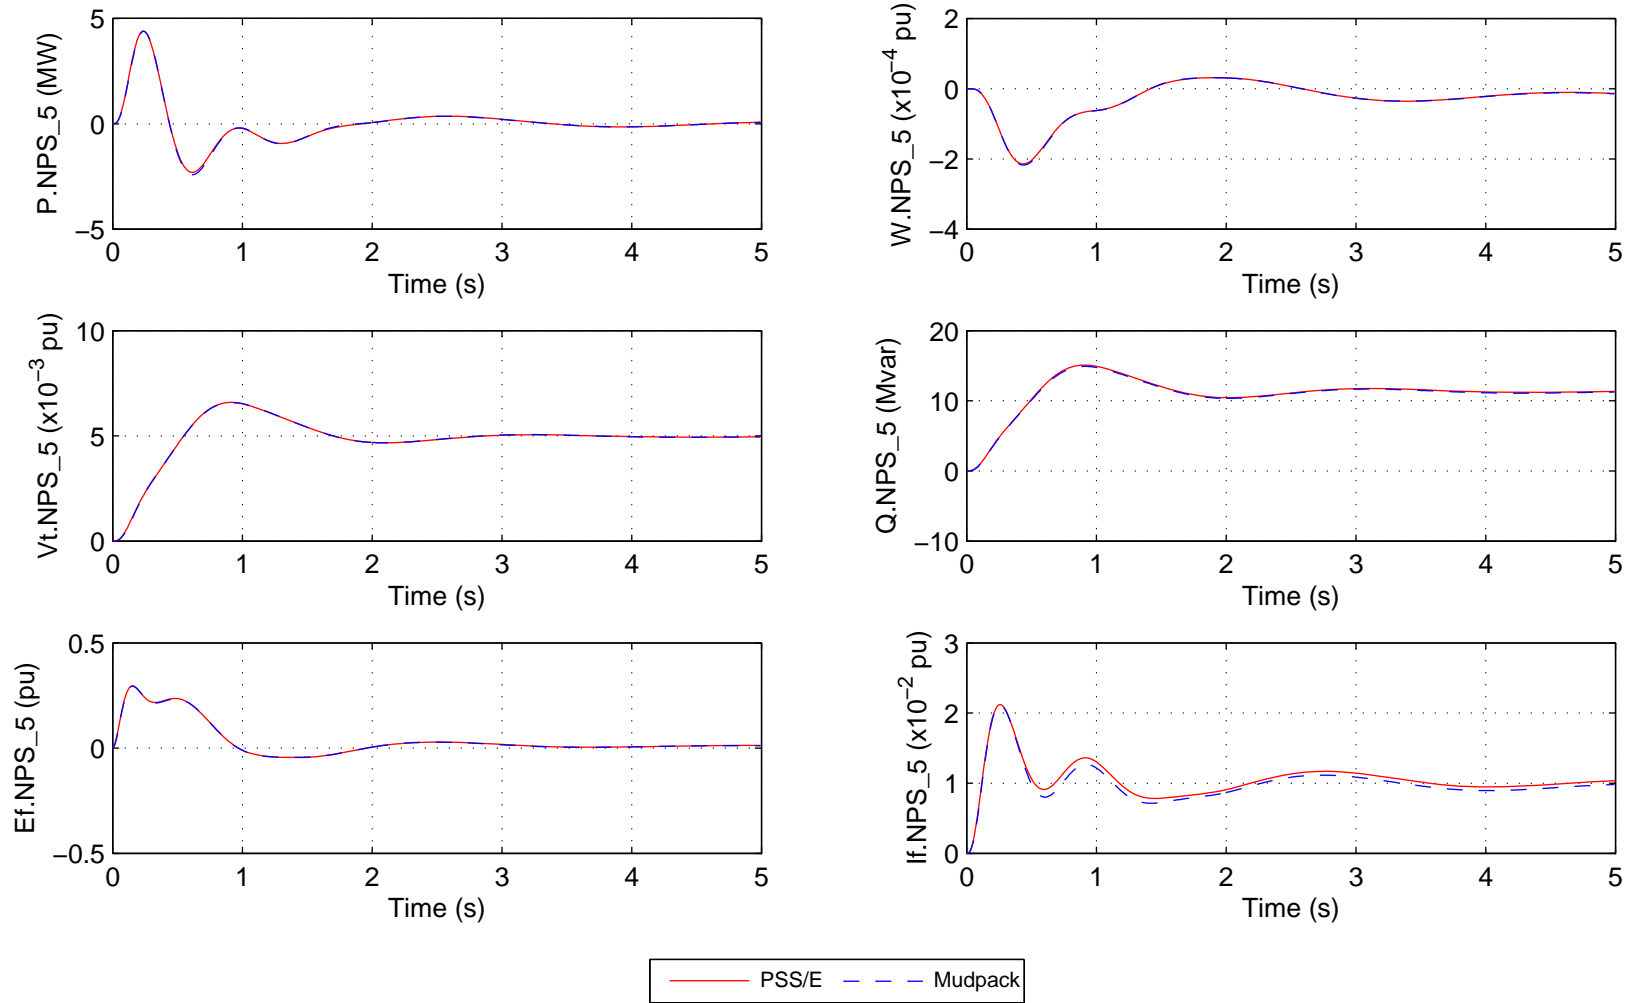 P.NPS_5 (MW)
5
0
−5
0 1 2 3 4 5
Time (s)
W.NPS_5 (x10−4 pu)
2
0
−2
−4
0 1 2 3 4 5
Time (s)
Vt.NPS_5 (x10−3 pu)
10
5
0
0 1 2 3 4 5
Time (s)
Q.NPS_5 (Mvar)
20
10
0
−10
0 1 2 3 4 5
Time (s)
Ef.NPS_5 (pu)
0.5
0
−0.5
0 1 2 3 4 5
Time (s)
If.NPS_5 (x10−2 pu)
3
2
1
0
0 1 2 3 4 5
Time (s)
PSS/E Mudpack